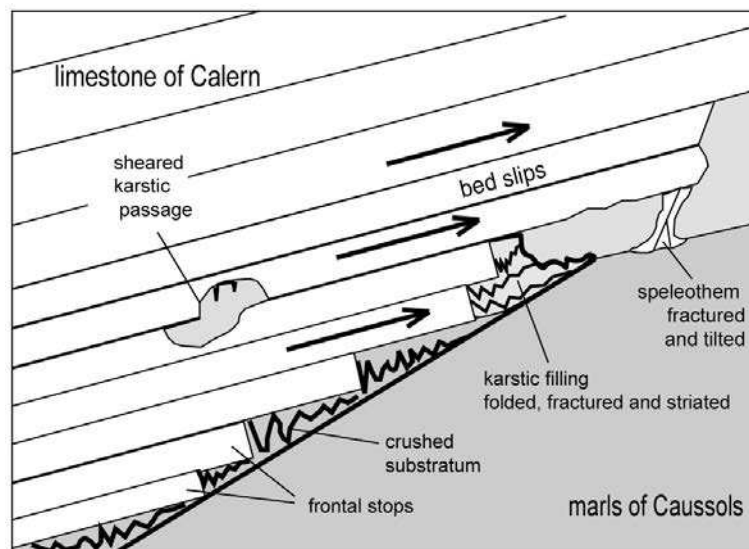 limestone of Calern
sheared
karstic
passage
bed slips
speleothem
fractured
and tilted
karstic filling
folded, fractured and striated
crushed
substratum
frontal stops
marls of Caussols